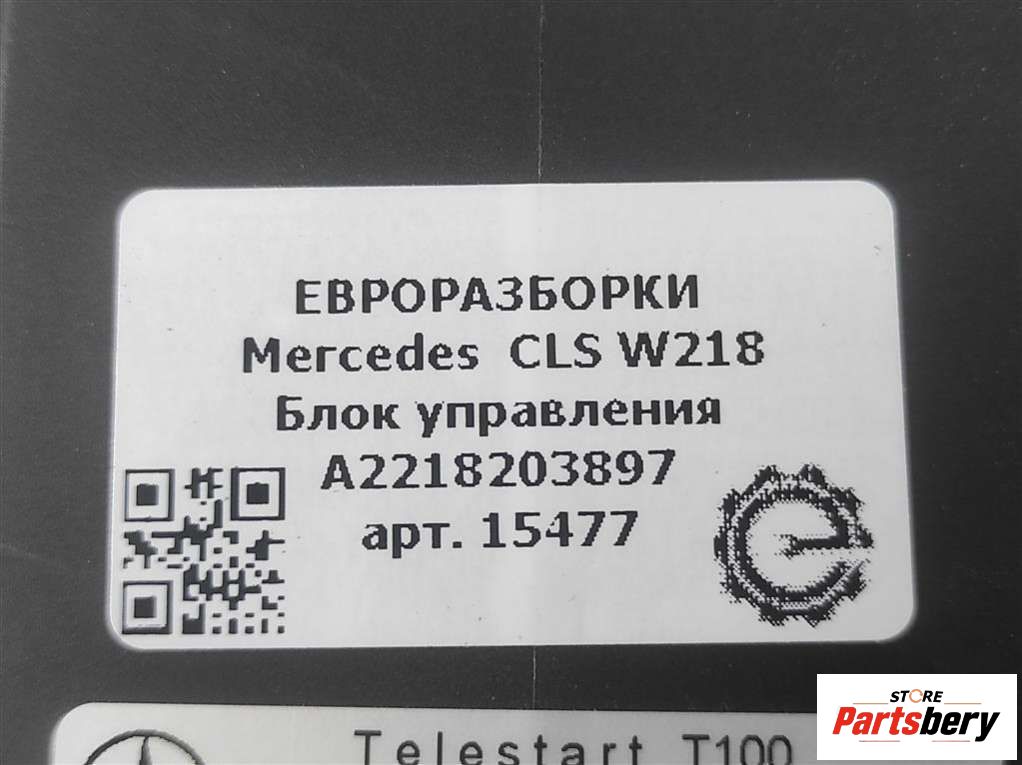 ЕВРОРАЗБОРКИ
Mercedes CLS W218
Блок управления
A2218203897
арт. 15477
Telestart T100
STORE
Partsbery